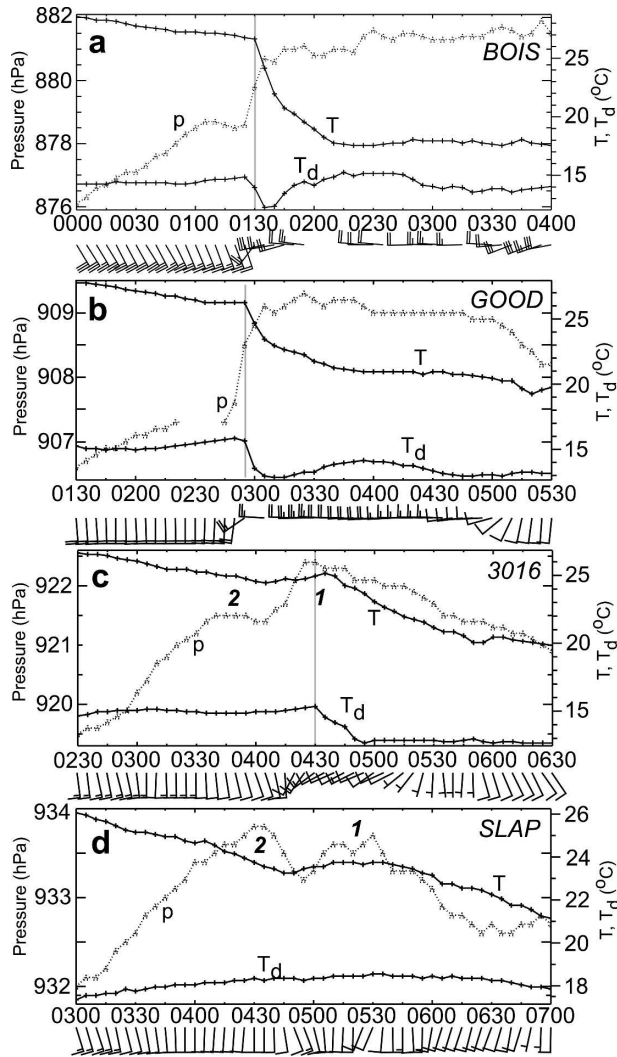 882
a
BOIS
25
Pressure (hPa)
880
T, Td (°C)
p
T
20
878
Td
15
876
0000 0030 0100 0130 0200 0230 0300 0330 0400
b
GOOD
909
25
Pressure (hPa)
T
T, Td (°C)
908
20
p
907
Td
15
0130 0200 0230 0300 0330 0400 0430 0500 0530
c
3016
922
25
Pressure (hPa)
2
1
T
T, Td (°C)
921
p
20
920
Td
15
0230 0300 0330 0400 0430 0500 0530 0600 0630
934
d
SLAP
26
2
1
24
Pressure (hPa)
T
T, Td (°C)
933
p
22
20
Td
932
18
0300 0330 0400 0430 0500 0530 0600 0630 0700